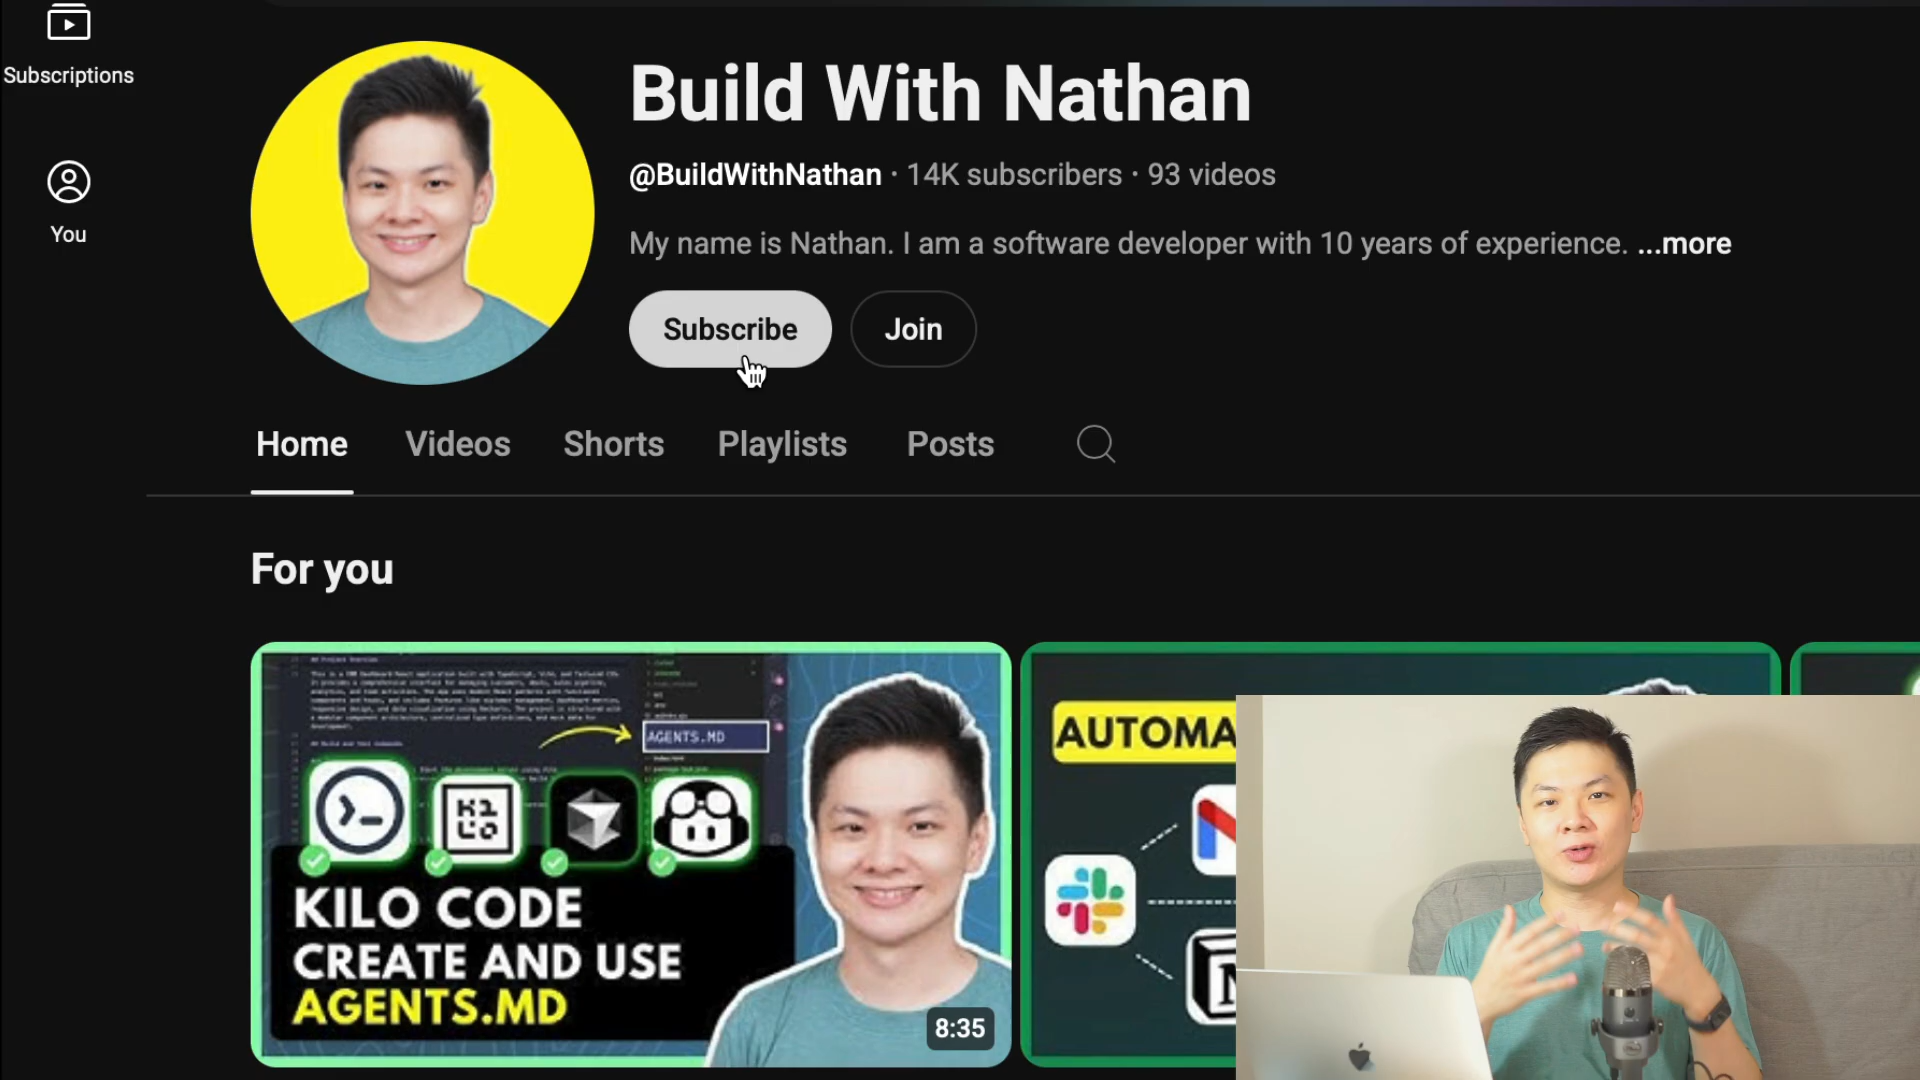 Subscriptions
You
Build With Nathan
@BuildWithNathan · 14K subscribers · 93 videos
My name is Nathan. I am a software developer with 10 years of experience. ...more
Subscribe
Join
Home
Videos
Shorts
Playlists
Posts
For you
AGENTS.MD
KILO CODE
CREATE AND USE
AGENTS.MD
8:35
AUTOMA